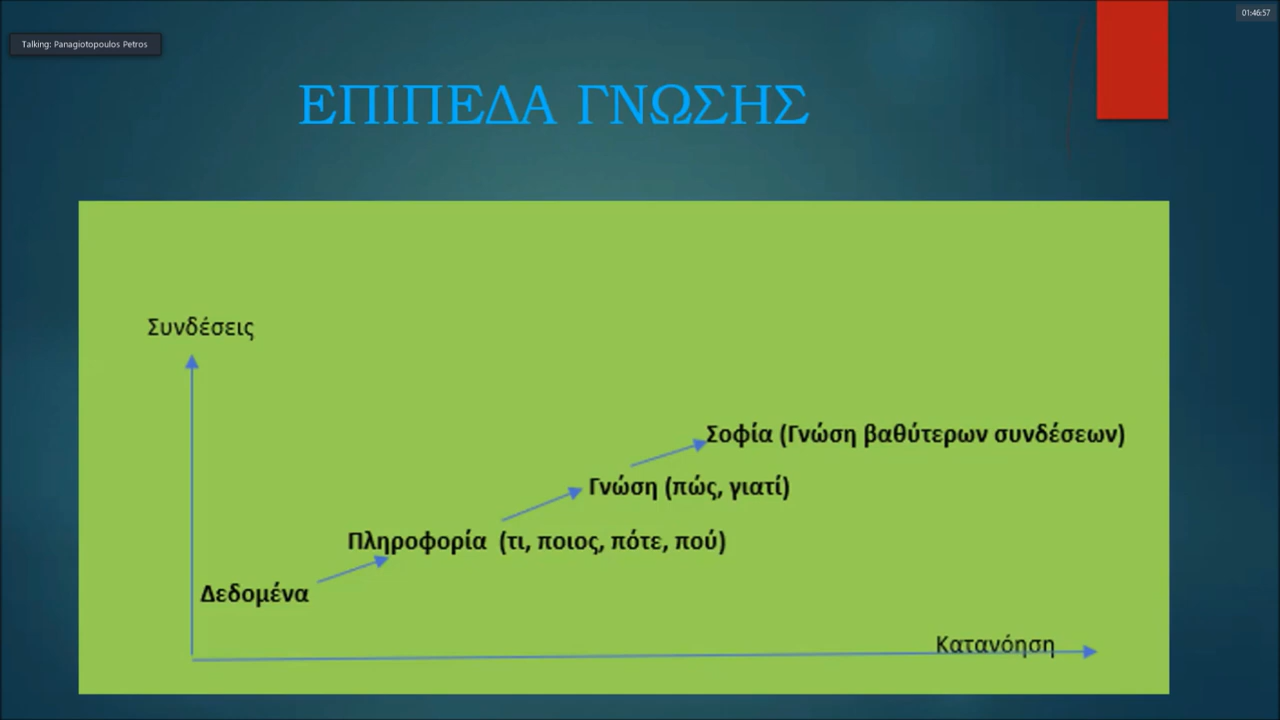 01:46:57
Talking: Panagiotopoulos Petros
ΕΠΙΠΕΔΑ ΓΝΩΣΗΣ
Συνδέσεις
Σοφία (Γνώση βαθύτερων συνδέσεων)
Γνώση (πώς, γιατί)
Πληροφορία (τι, ποιος, πότε, πού)
Δεδομένα
Κατανόηση